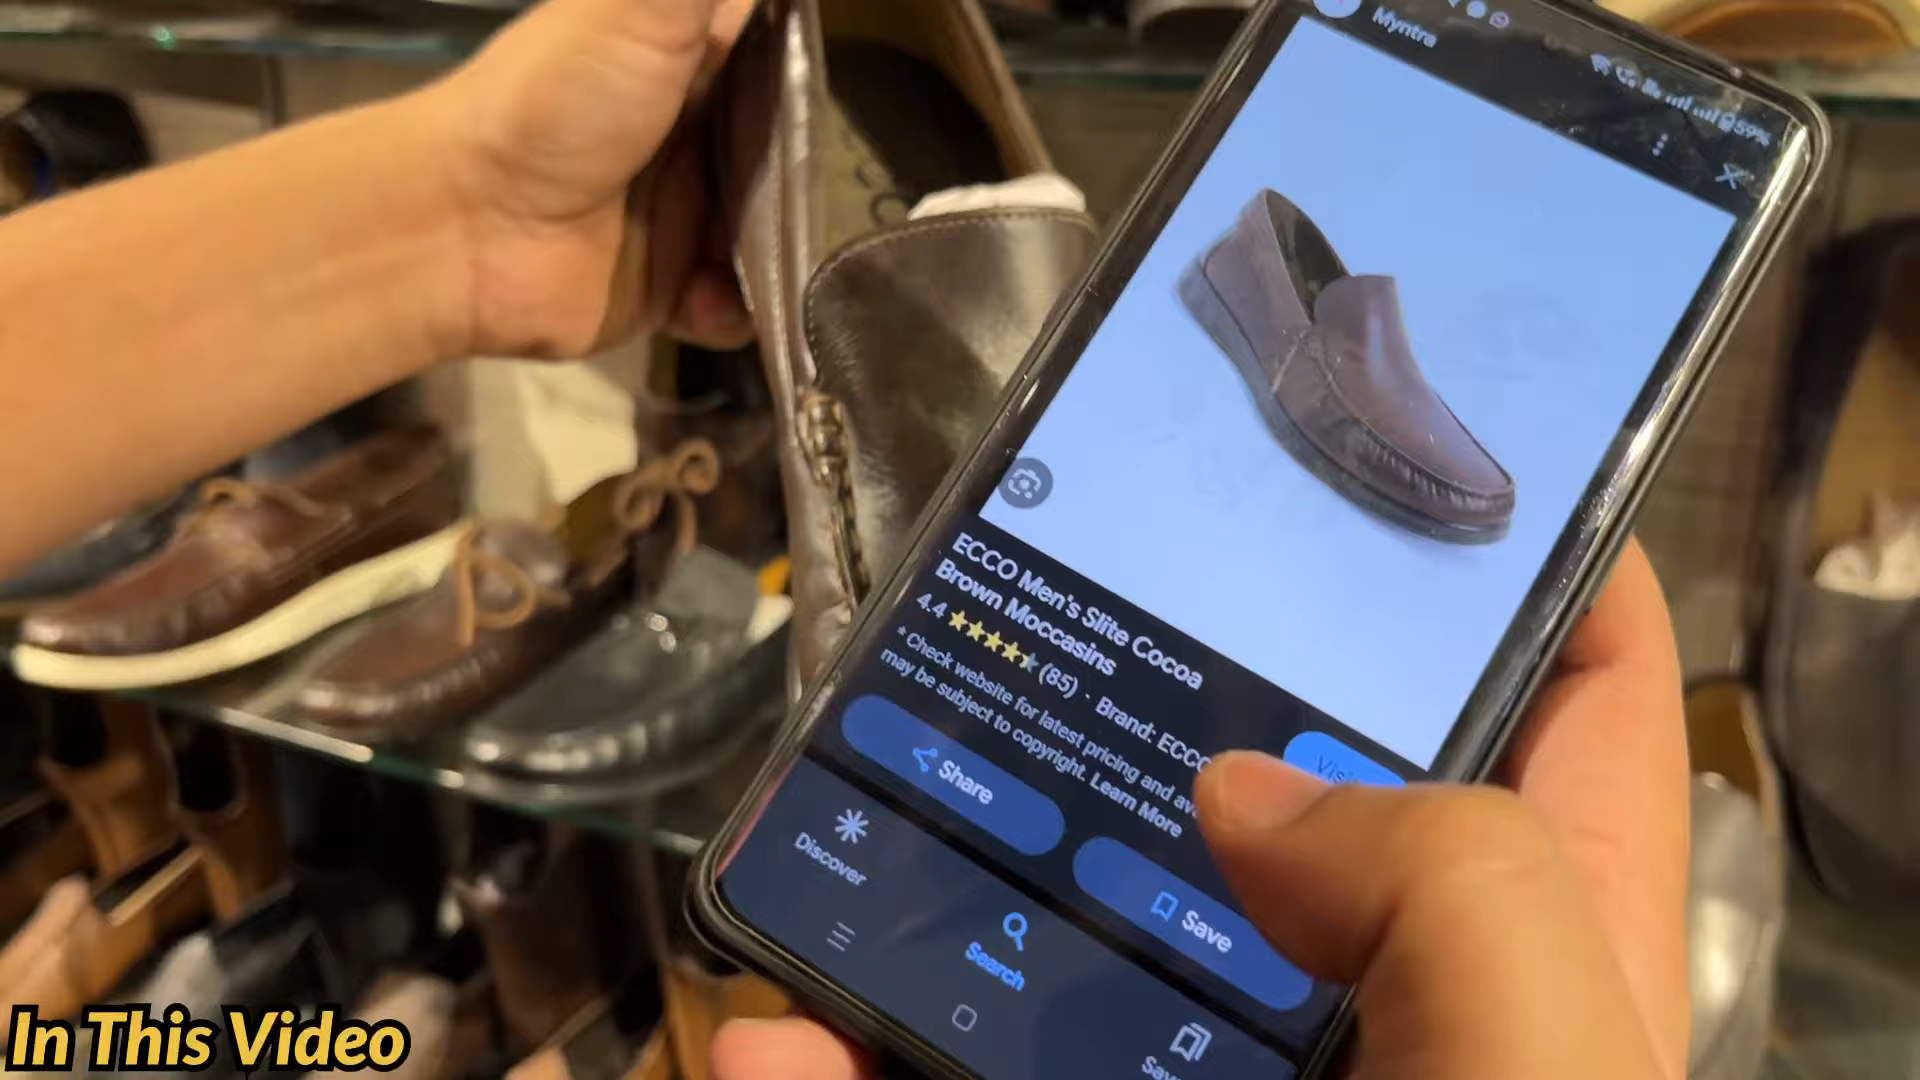 Myntra
59%
ECCO Men's Slite Cocoa
Brown Moccasins
4.4 ★★★★★ (85) · Brand: ECCO
* Check website for latest pricing and
may be subject to copyright. Learn More
Share
Save
Discover
Search
In This Video